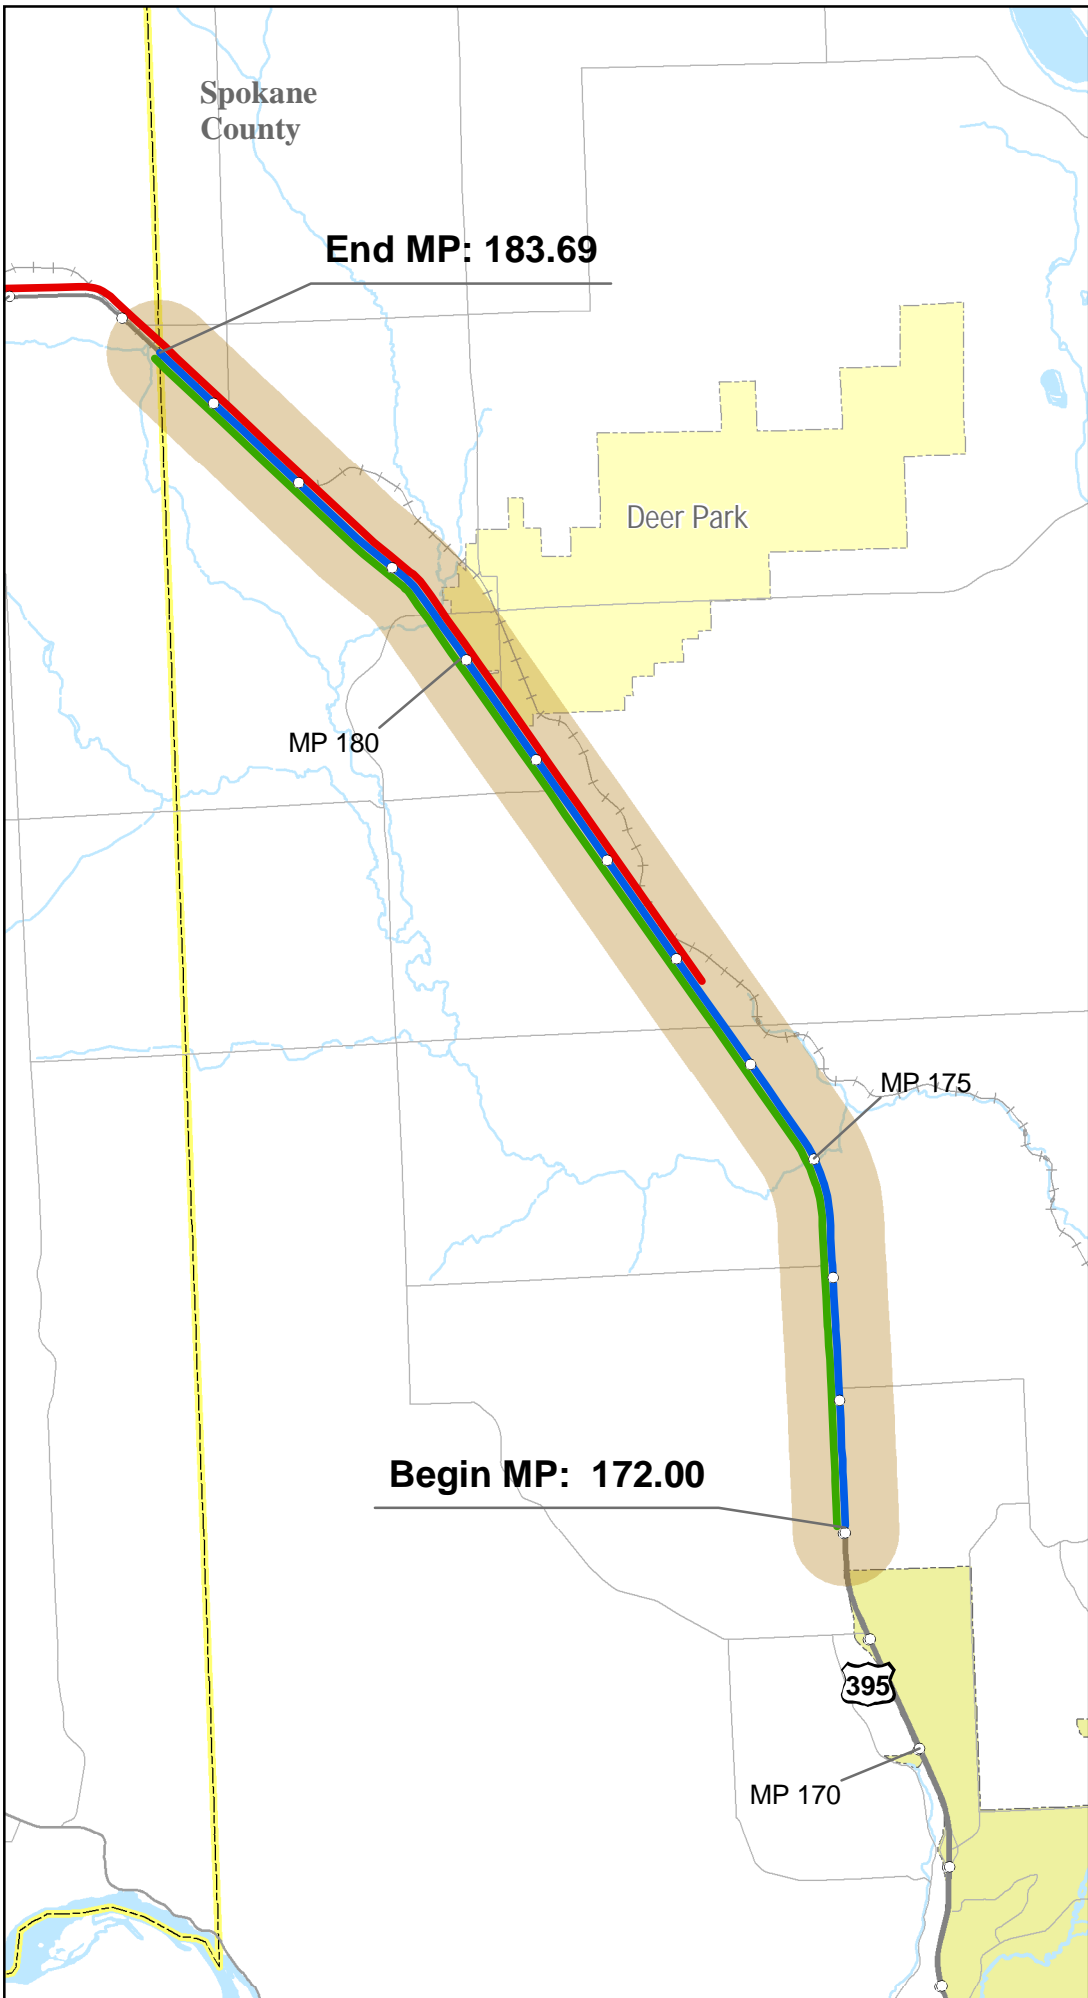 Spokane
County
End MP: 183.69
Deer Park
MP 180
MP 175
Begin MP:  172.00
395
MP 170